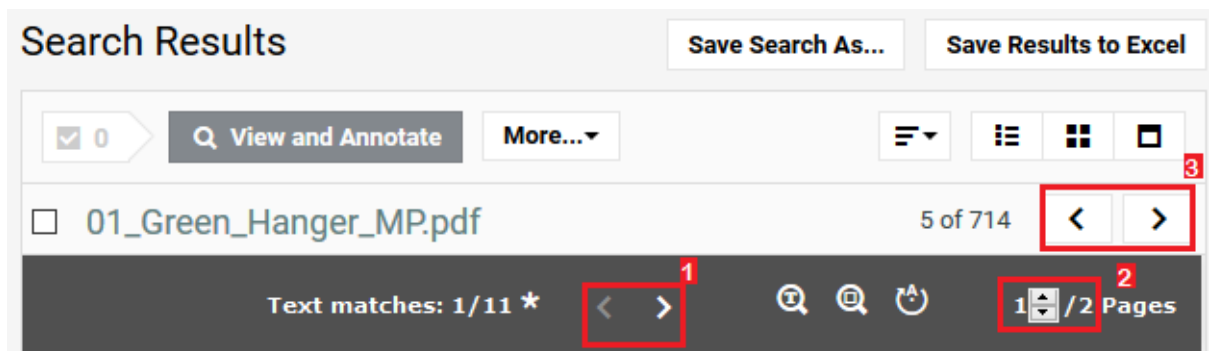 Search Results
Save Search As...
Save Results to Excel
0
View and Annotate
More...
3
01_Green_Hanger_MP.pdf
5 of 714
1
2
Text matches: 1/11 *
1 /2 Pages